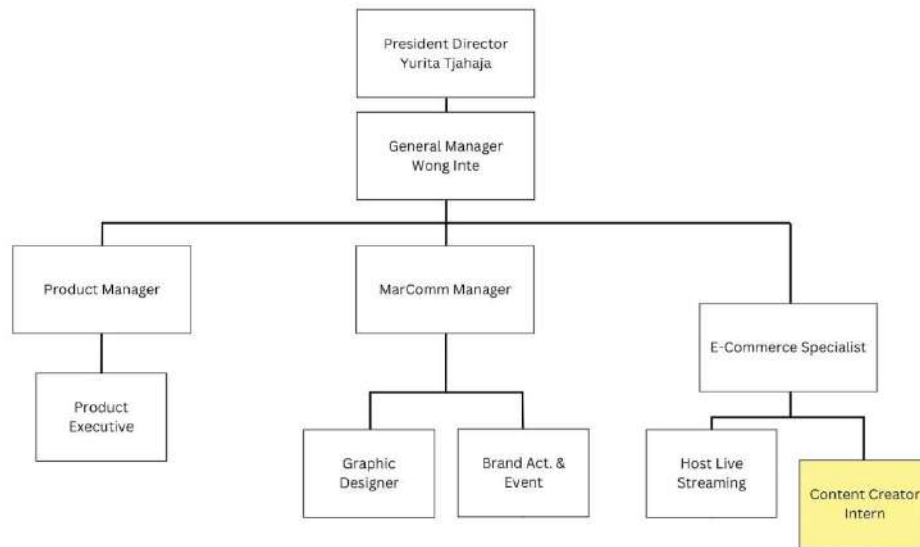 President Director
Yurita Tjahaja
General Manager
Wong Inte
Product Manager
MarComm Manager
E-Commerce Specialist
Product
Executive
Graphic
Designer
Brand Act. &
Event
Host Live
Streaming
Content Creator
Intern